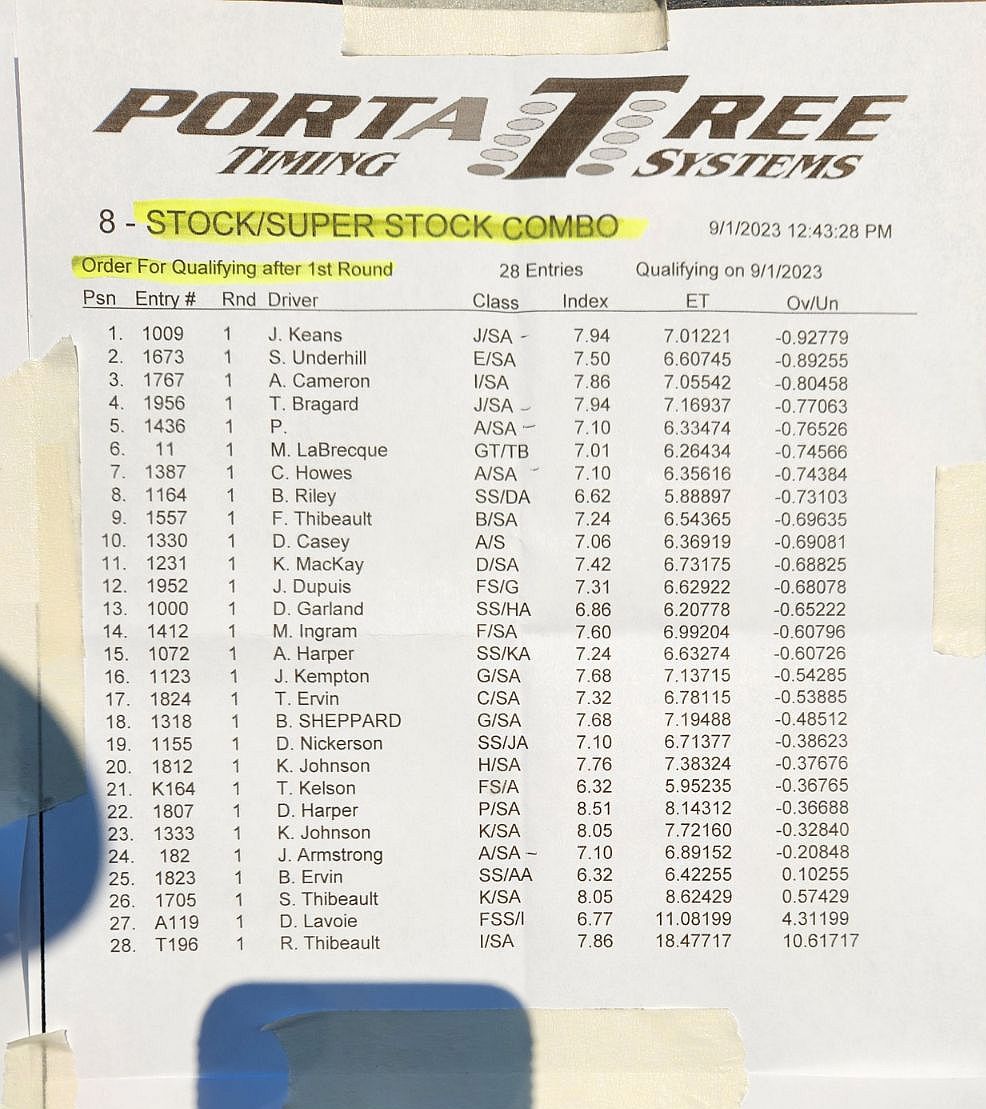 PORTATREE
TIMING SYSTEMS
8 - STOCK/SUPER STOCK COMBO 9/1/2023 12:43:28 PM
Order For Qualifying after 1st Round 28 Entries Qualifying on 9/1/2023
Psn Entry # Rnd Driver Class Index ET Ov/Un
1. 1009 1 J. Keans J/SA 7.94 7.01221 -0.92779
2. 1673 1 S. Underhill E/SA 7.50 6.60745 -0.89255
3. 1767 1 A. Cameron I/SA 7.86 7.05542 -0.80458
4. 1956 1 T. Bragard J/SA 7.94 7.16937 -0.77063
5. 1436 1 P. A/SA 7.10 6.33474 -0.76526
6. 11 1 M. LaBrecque GT/TB 7.01 6.26434 -0.74566
7. 1387 1 C. Howes A/SA 7.10 6.35616 -0.74384
8. 1164 1 B. Riley SS/DA 6.62 5.88897 -0.73103
9. 1557 1 F. Thibeault B/SA 7.24 6.54365 -0.69635
10. 1330 1 D. Casey A/S 7.06 6.36919 -0.69081
11. 1231 1 K. MacKay D/SA 7.42 6.73175 -0.68825
12. 1952 1 J. Dupuis FS/G 7.31 6.62922 -0.68078
13. 1000 1 D. Garland SS/HA 6.86 6.20778 -0.65222
14. 1412 1 M. Ingram F/SA 7.60 6.99204 -0.60796
15. 1072 1 A. Harper SS/KA 7.24 6.63274 -0.60726
16. 1123 1 J. Kempton G/SA 7.68 7.13715 -0.54285
17. 1824 1 T. Ervin C/SA 7.32 6.78115 -0.53885
18. 1318 1 B. SHEPPARD G/SA 7.68 7.19488 -0.48512
19. 1155 1 D. Nickerson SS/JA 7.10 6.71377 -0.38623
20. 1812 1 K. Johnson H/SA 7.76 7.38324 -0.37676
21. K164 1 T. Kelson FS/A 6.32 5.95235 -0.36765
22. 1807 1 D. Harper P/SA 8.51 8.14312 -0.36688
23. 1333 1 K. Johnson K/SA 8.05 7.72160 -0.32840
24. 182 1 J. Armstrong A/SA 7.10 6.89152 -0.20848
25. 1823 1 B. Ervin SS/AA 6.32 6.42255 0.10255
26. 1705 1 S. Thibeault K/SA 8.05 8.62429 0.57429
27. A119 1 D. Lavoie FSS/I 6.77 11.08199 4.31199
28. T196 1 R. Thibeault I/SA 7.86 18.47717 10.61717